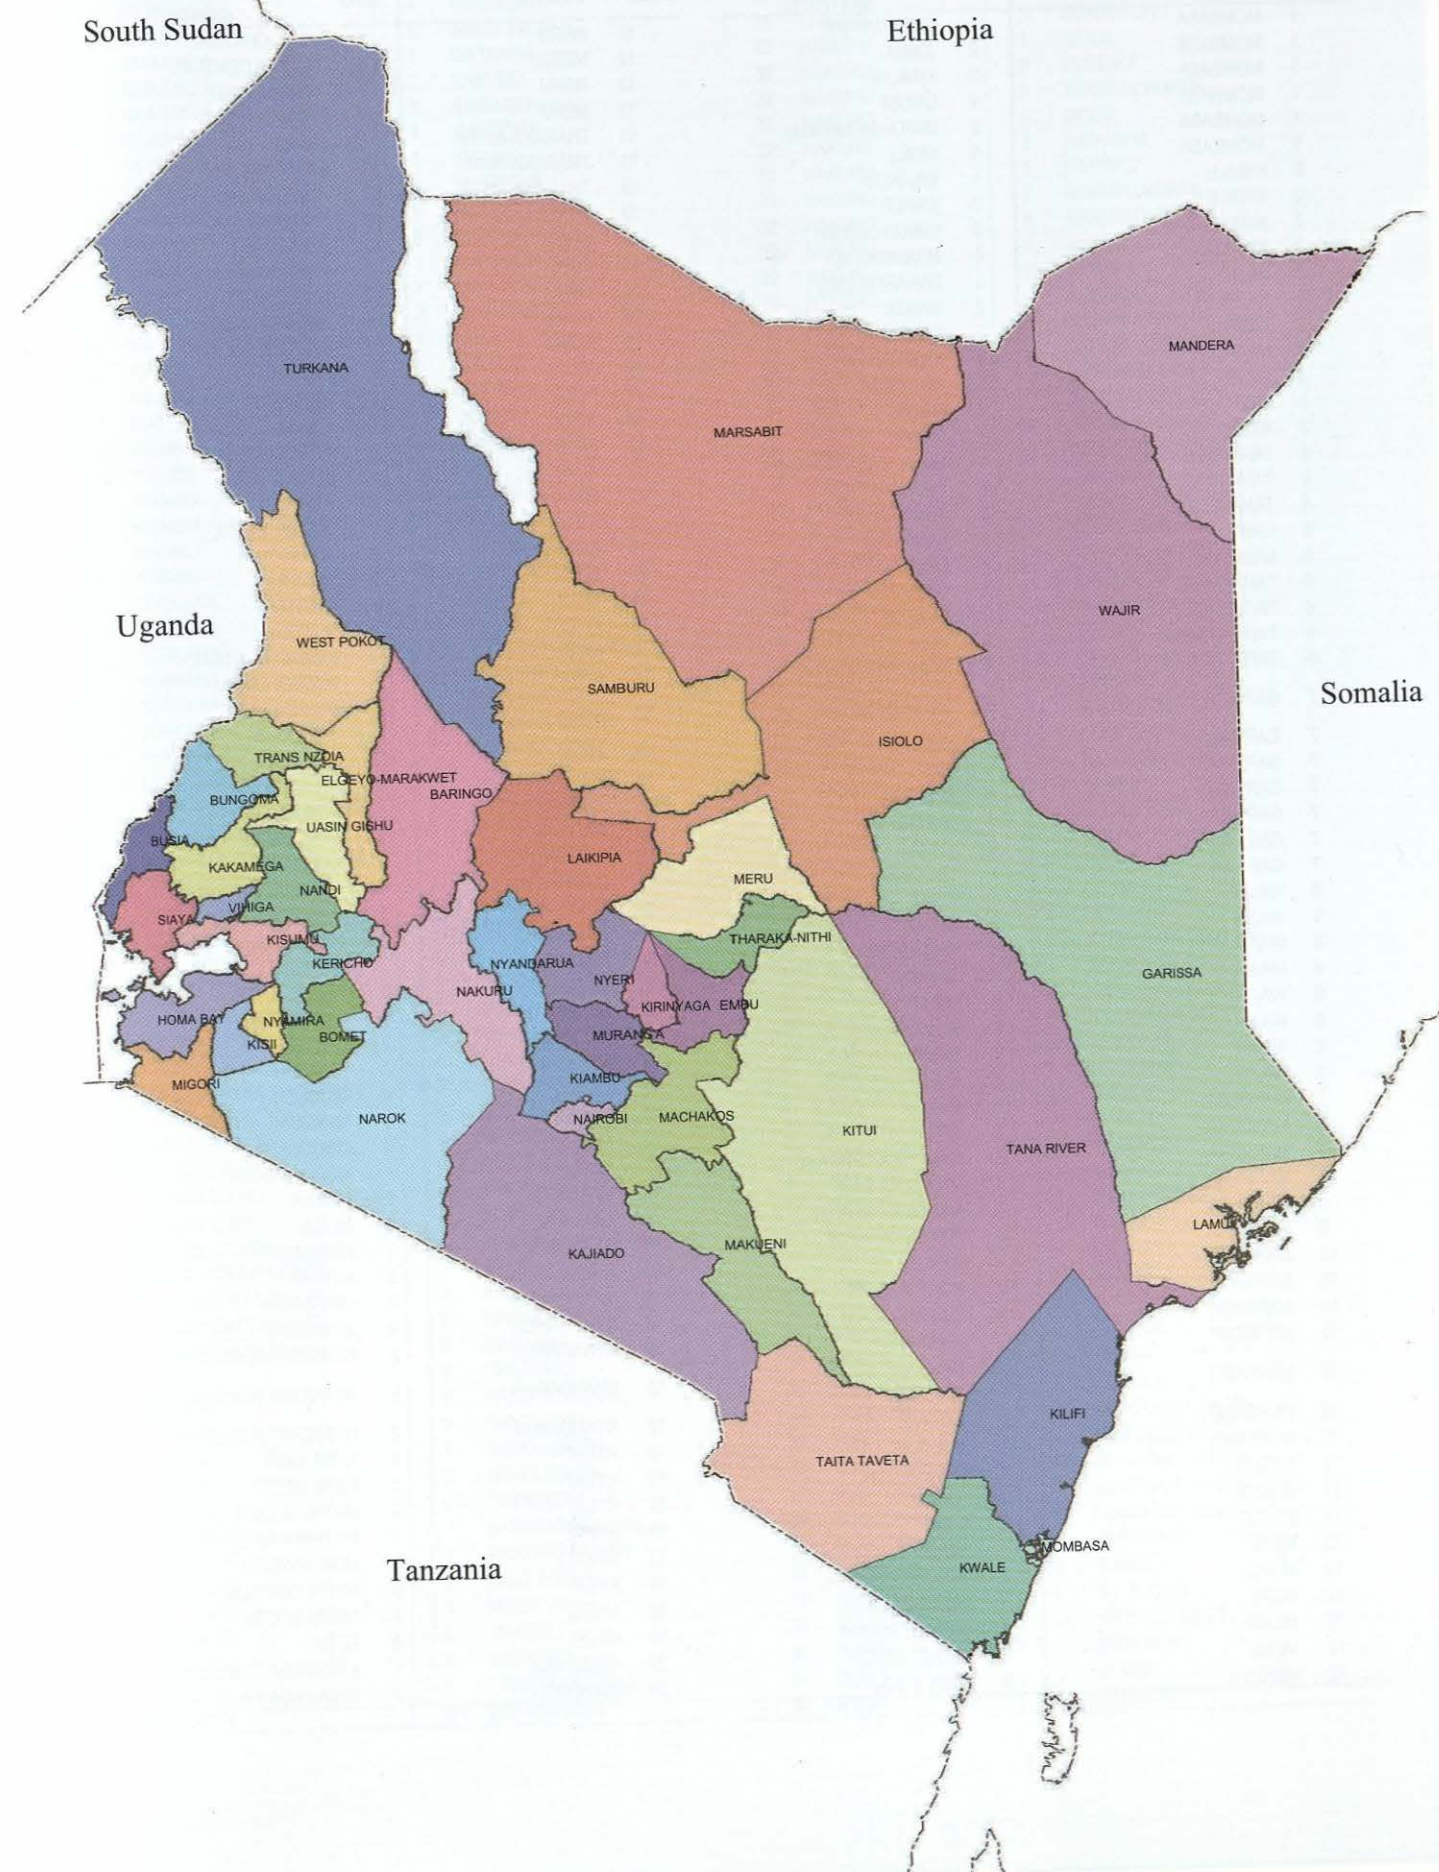 South Sudan
Ethiopia
MANDERA
TURKANA
MARSABIT
WAJIR
Uganda
WEST POKOT
SAMBURU
Somalia
ISIOLO
TRANS NZOIA
ELGEYO-MARAKWET
BARINGO
BUNGOMA
UASIN GISHU
BUSIA
LAIKIPIA
KAKAMEGA
MERU
NANDI
VIHIGA
SIAYA
KISUMU
THARAKA-NITHI
KERICHO
NYANDARUA
GARISSA
NYERI
NAKURU
KIRINYAGA
EMBU
HOMA BAY
NYAMIRA
MURANG'A
BOMET
KISII
KIAMBU
MIGORI
NAROK
NAIROBI
MACHAKOS
KITUI
TANA RIVER
LAMU
MAKUENI
KAJIADO
KILIFI
TAITA TAVETA
MOMBASA
KWALE
Tanzania